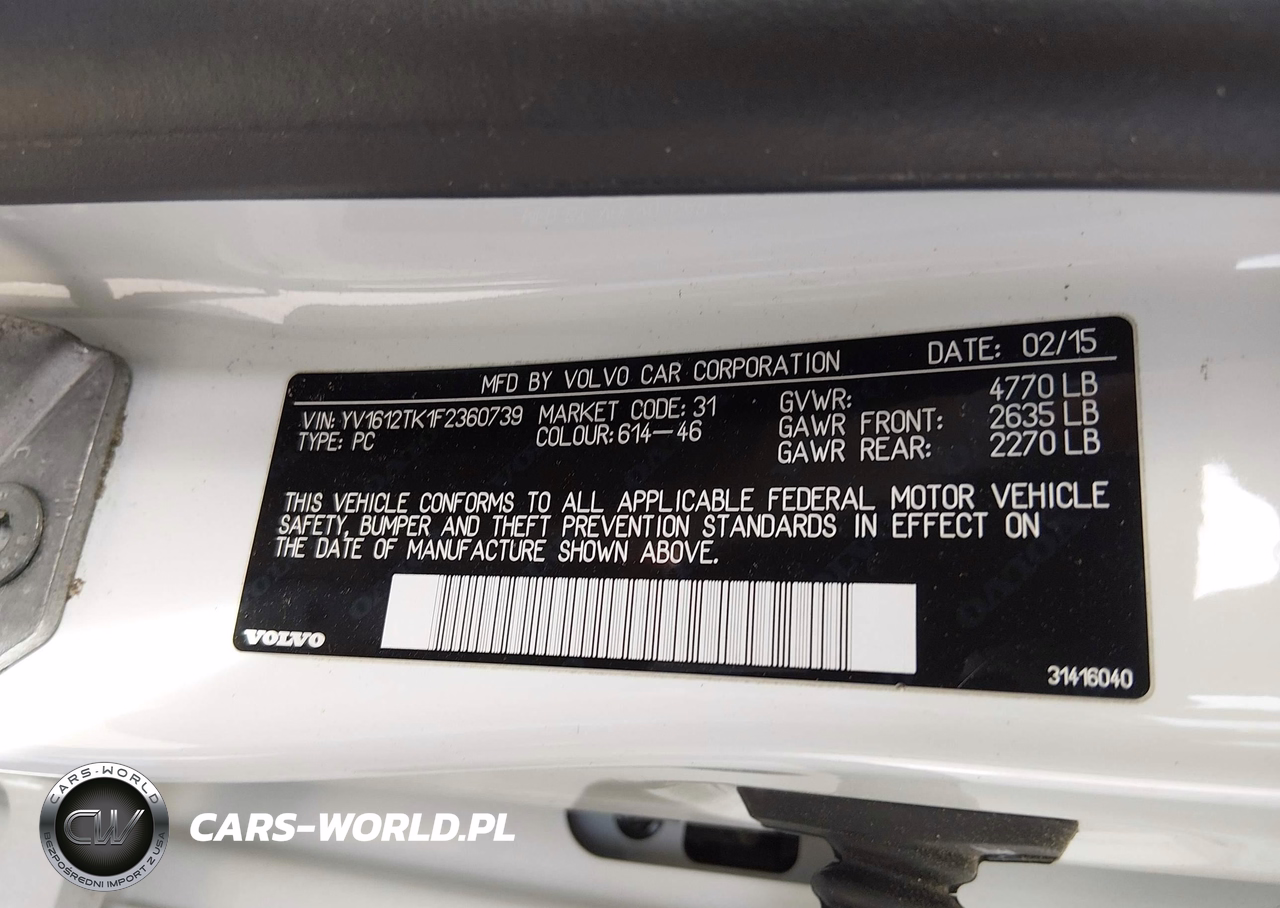 MFD BY VOLVO CAR CORPORATION DATE: 02/15
VIN: YV1612TK1F2360739 MARKET CODE: 31 GVWR: 4770 LB
TYPE: PC COLOUR: 614-46 GAWR FRONT: 2635 LB
GAWR REAR: 2270 LB
THIS VEHICLE CONFORMS TO ALL APPLICABLE FEDERAL MOTOR VEHICLE
SAFETY, BUMPER AND THEFT PREVENTION STANDARDS IN EFFECT ON
THE DATE OF MANUFACTURE SHOWN ABOVE.
VOLVO
31416040
CARS-WORLD
CW
BEZPOŚREDNI IMPORT Z USA
CARS-WORLD.PL